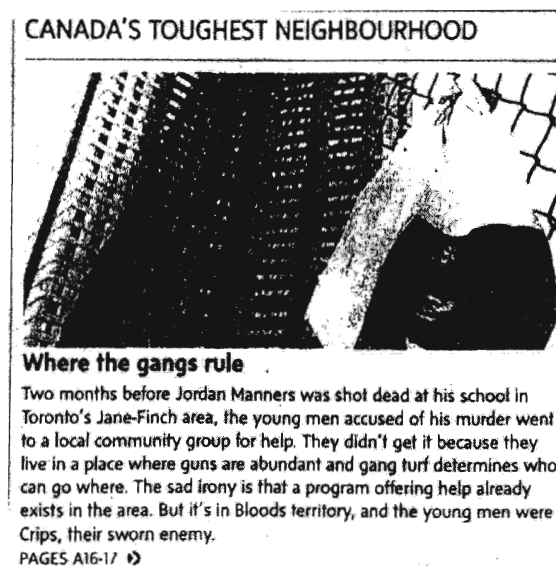 CANADA'S TOUGHEST NEIGHBOURHOOD
Where the gangs rule
Two months before Jordan Manners was shot dead at his school in
Toronto's Jane-Finch area, the young men accused of his murder went
to a local community group for help. They didn't get it because they
live in a place where guns are abundant and gang turf determines who
can go where. The sad irony is that a program offering help already
exists in the area. But it's in Bloods territory, and the young men were
Crips, their sworn enemy.
PAGES A16-17